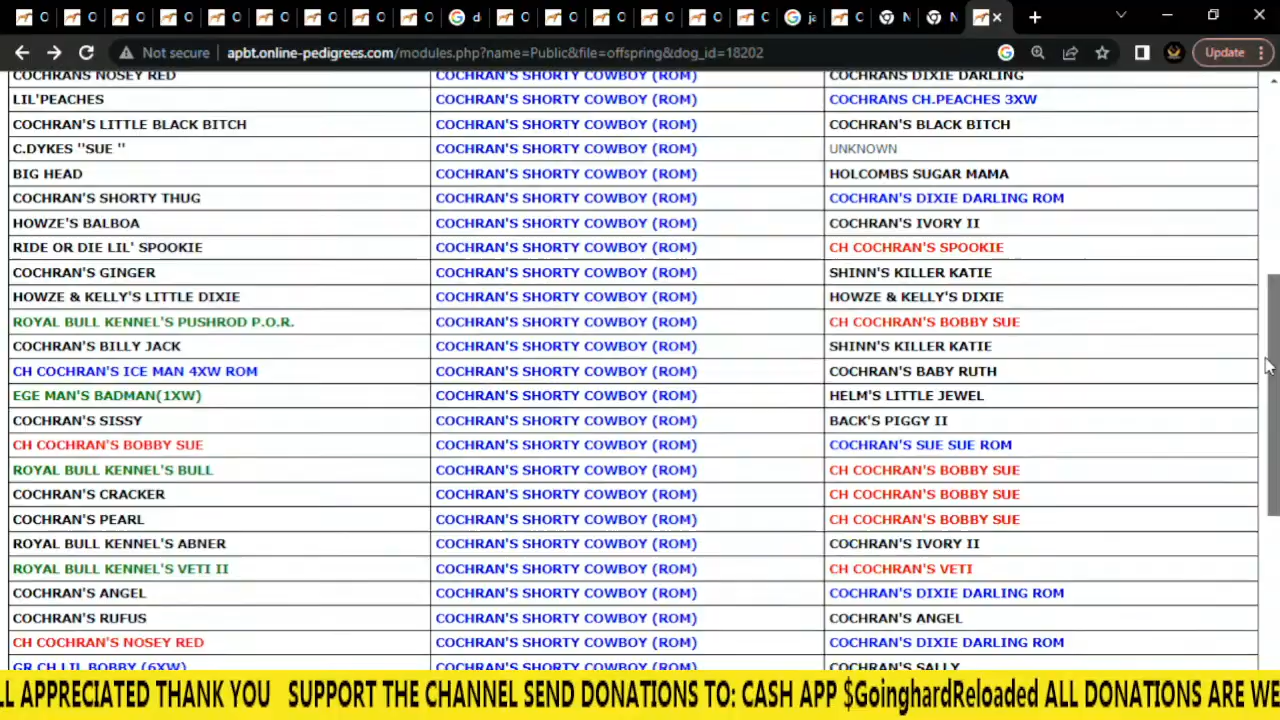 Not secure apbt.online-pedigrees.com/modules.php?name=Public&file=offspring&dog_id=18202 Update
COCHRANS NOSEY RED COCHRAN'S SHORTY COWBOY (ROM) COCHRANS DIXIE DARLING
LIL'PEACHES COCHRAN'S SHORTY COWBOY (ROM) COCHRANS CH.PEACHES 3XW
COCHRAN'S LITTLE BLACK BITCH COCHRAN'S SHORTY COWBOY (ROM) COCHRAN'S BLACK BITCH
C.DYKES "SUE " COCHRAN'S SHORTY COWBOY (ROM) UNKNOWN
BIG HEAD COCHRAN'S SHORTY COWBOY (ROM) HOLCOMBS SUGAR MAMA
COCHRAN'S SHORTY THUG COCHRAN'S SHORTY COWBOY (ROM) COCHRAN'S DIXIE DARLING ROM
HOWZE'S BALBOA COCHRAN'S SHORTY COWBOY (ROM) COCHRAN'S IVORY II
RIDE OR DIE LIL' SPOOKIE COCHRAN'S SHORTY COWBOY (ROM) CH COCHRAN'S SPOOKIE
COCHRAN'S GINGER COCHRAN'S SHORTY COWBOY (ROM) SHINN'S KILLER KATIE
HOWZE & KELLY'S LITTLE DIXIE COCHRAN'S SHORTY COWBOY (ROM) HOWZE & KELLY'S DIXIE
ROYAL BULL KENNEL'S PUSHROD P.O.R. COCHRAN'S SHORTY COWBOY (ROM) CH COCHRAN'S BOBBY SUE
COCHRAN'S BILLY JACK COCHRAN'S SHORTY COWBOY (ROM) SHINN'S KILLER KATIE
CH COCHRAN'S ICE MAN 4XW ROM COCHRAN'S SHORTY COWBOY (ROM) COCHRAN'S BABY RUTH
EGE MAN'S BADMAN(1XW) COCHRAN'S SHORTY COWBOY (ROM) HELM'S LITTLE JEWEL
COCHRAN'S SISSY COCHRAN'S SHORTY COWBOY (ROM) BACK'S PIGGY II
CH COCHRAN'S BOBBY SUE COCHRAN'S SHORTY COWBOY (ROM) COCHRAN'S SUE SUE ROM
ROYAL BULL KENNEL'S BULL COCHRAN'S SHORTY COWBOY (ROM) CH COCHRAN'S BOBBY SUE
COCHRAN'S CRACKER COCHRAN'S SHORTY COWBOY (ROM) CH COCHRAN'S BOBBY SUE
COCHRAN'S PEARL COCHRAN'S SHORTY COWBOY (ROM) CH COCHRAN'S BOBBY SUE
ROYAL BULL KENNEL'S ABNER COCHRAN'S SHORTY COWBOY (ROM) COCHRAN'S IVORY II
ROYAL BULL KENNEL'S VETI II COCHRAN'S SHORTY COWBOY (ROM) CH COCHRAN'S VETI
COCHRAN'S ANGEL COCHRAN'S SHORTY COWBOY (ROM) COCHRAN'S DIXIE DARLING ROM
COCHRAN'S RUFUS COCHRAN'S SHORTY COWBOY (ROM) COCHRAN'S ANGEL
CH COCHRAN'S NOSEY RED COCHRAN'S SHORTY COWBOY (ROM) COCHRAN'S DIXIE DARLING ROM
GR CH LIL BOBBY (6XW) COCHRAN'S SHORTY COWBOY (ROM) COCHRAN'S SALLY
LL APPRECIATED THANK YOU SUPPORT THE CHANNEL SEND DONATIONS TO: CASH APP $GoinghardReloaded ALL DONATIONS ARE WE